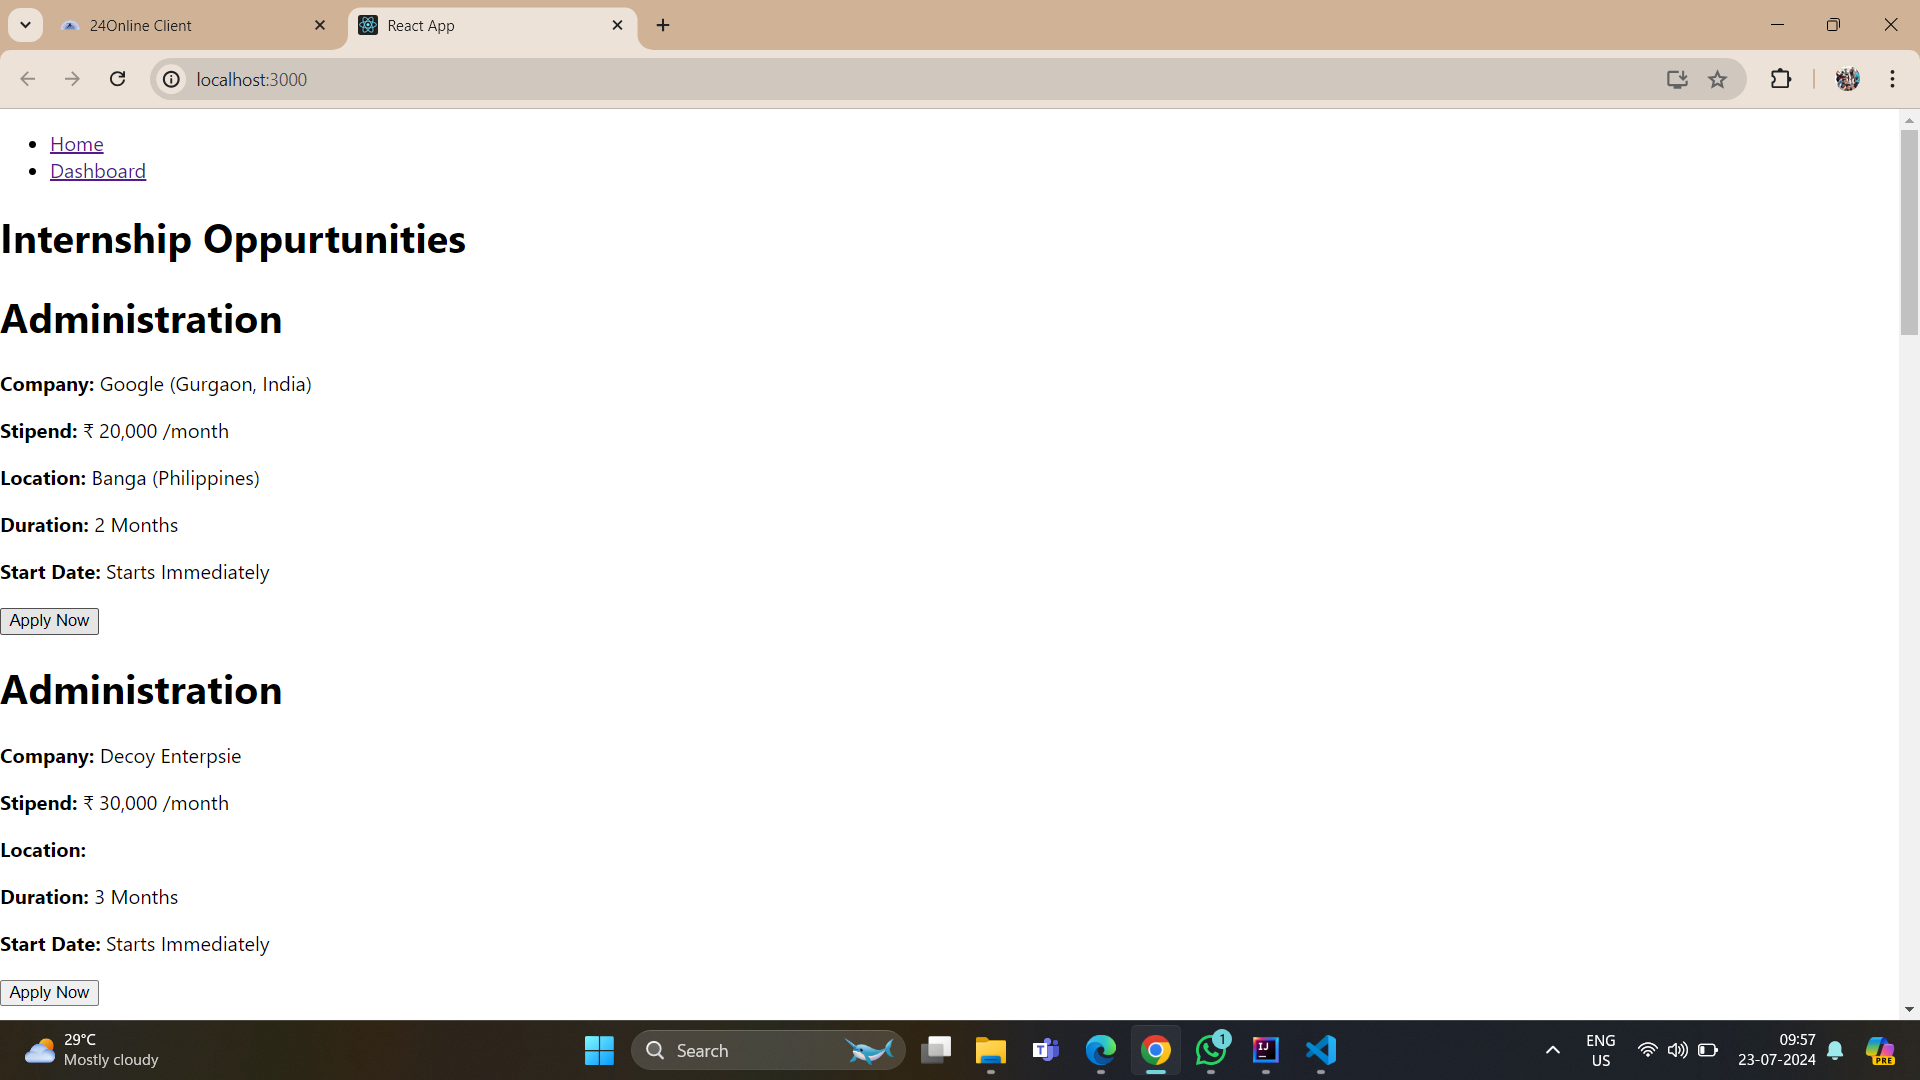 24Online Client
React App
localhost:3000
Home
Dashboard
Internship Oppurtunities
Administration
Company: Google (Gurgaon, India)
Stipend: ₹ 20,000 /month
Location: Banga (Philippines)
Duration: 2 Months
Start Date: Starts Immediately
Apply Now
Administration
Company: Decoy Enterpsie
Stipend: ₹ 30,000 /month
Location:
Duration: 3 Months
Start Date: Starts Immediately
Apply Now
29°C
Mostly cloudy
Search
1
ENG
US
09:57
23-07-2024
PRE